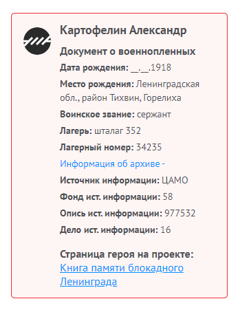 Картофелин Александр
Документ о военнопленных
Дата рождения: __.__.1918
Место рождения: Ленинградская
обл., район Тихвин, Горелиха
Воинское звание: сержант
Лагерь: шталаг 352
Лагерный номер: 34235
Информация об архиве -
Источник информации: ЦАМО
Фонд ист. информации: 58
Опись ист. информации: 977532
Дело ист. информации: 16
Страница героя на проекте:
Книга памяти блокадного
Ленинграда